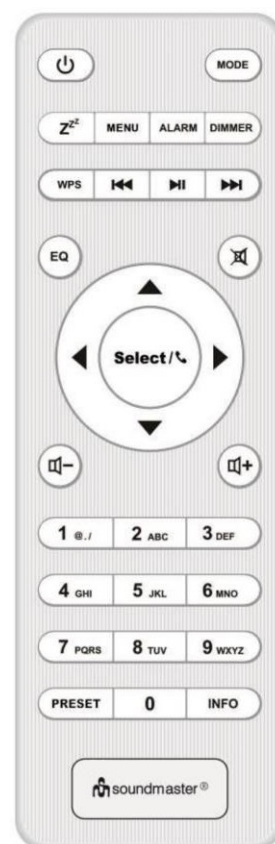 MODE
Zzz MENU ALARM DIMMER
WPS
EQ
Select/
- +
1 @./ 2 ABC 3 DEF
4 GHI 5 JKL 6 MNO
7 PQRS 8 TUV 9 WXYZ
PRESET 0 INFO
soundmaster®